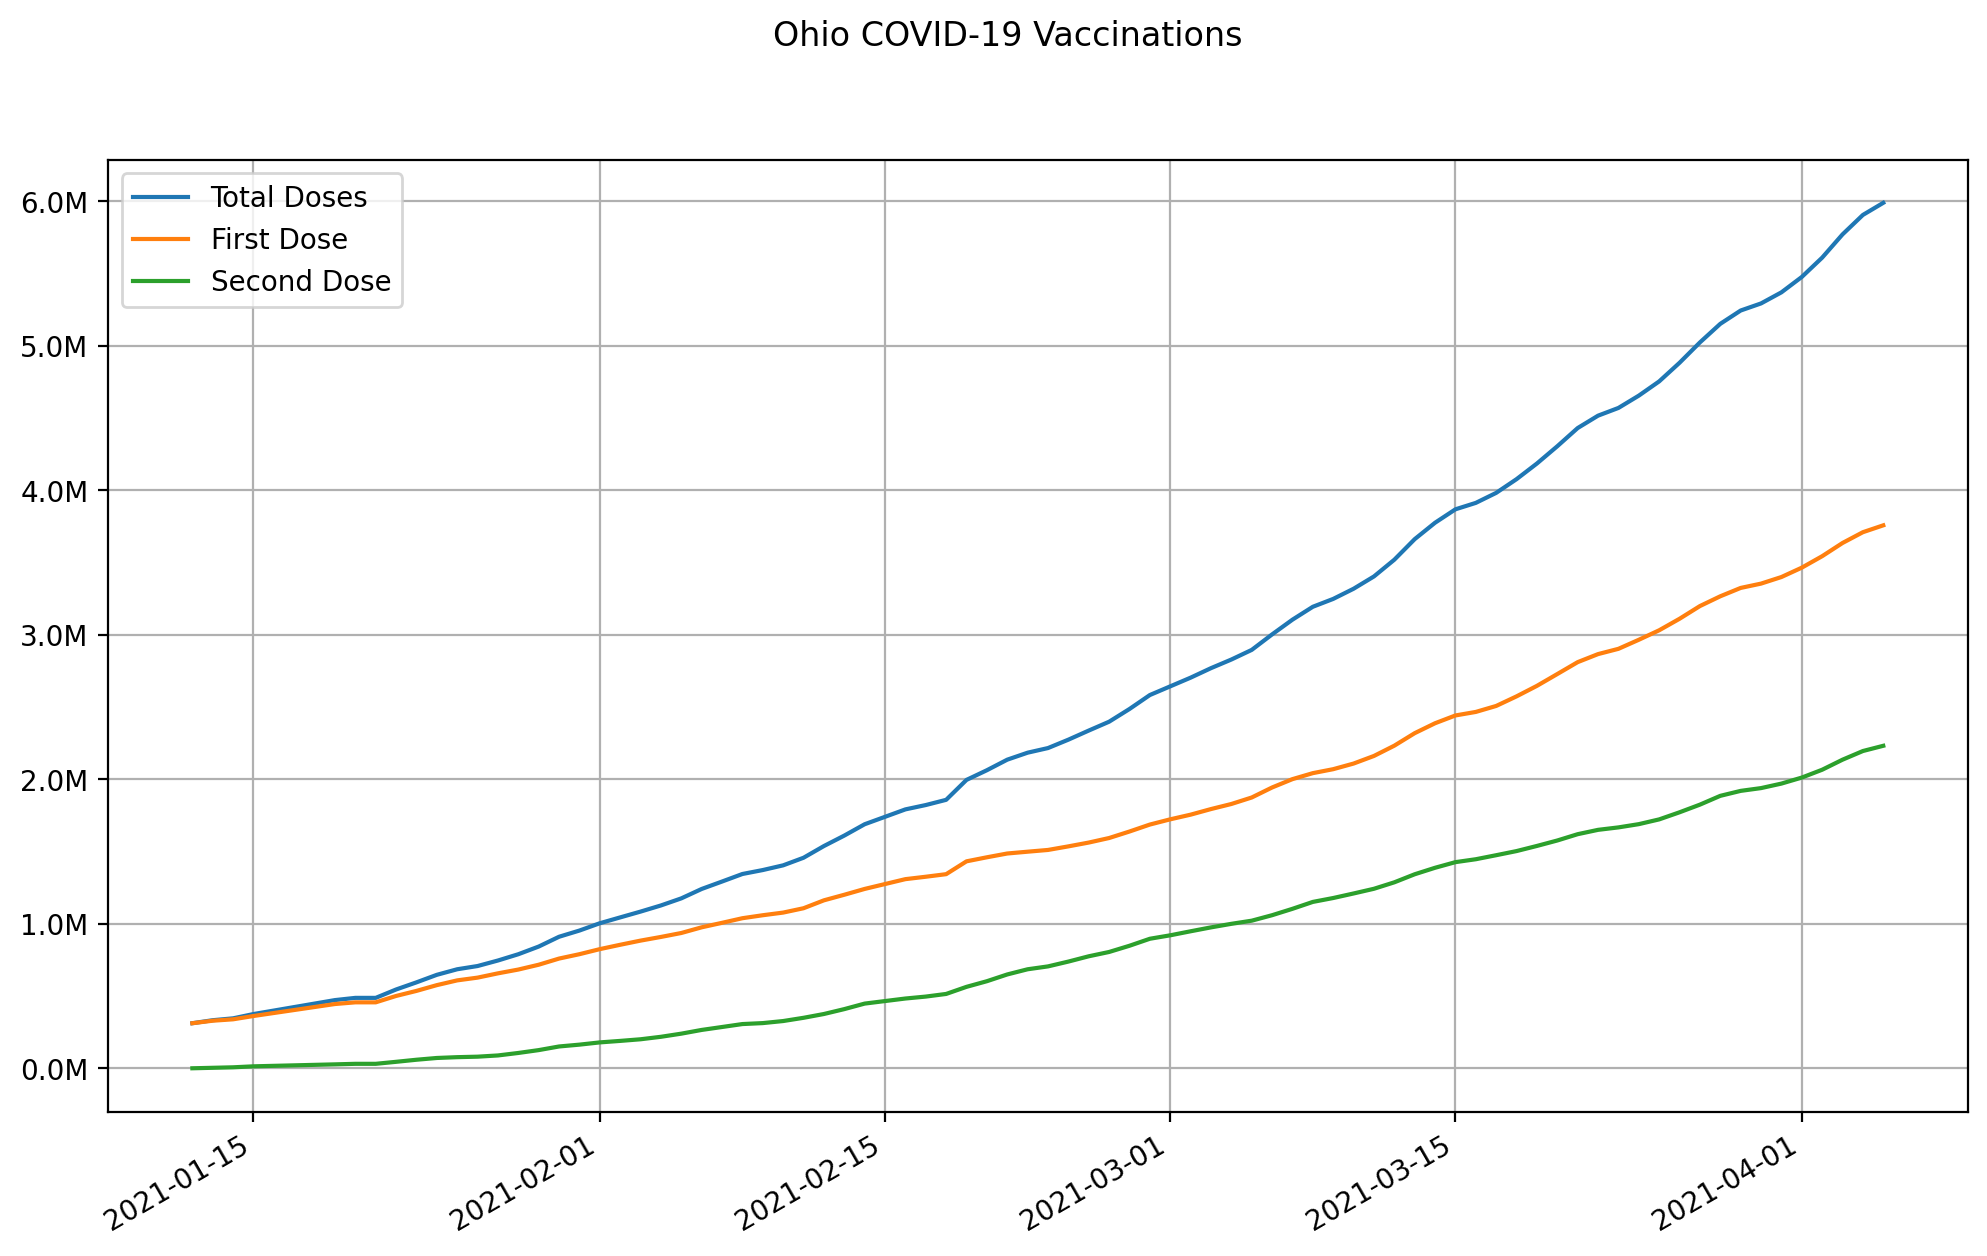 Ohio COVID-19 Vaccinations
Total Doses
First Dose
Second Dose
6.0M
5.0M
4.0M
3.0M
2.0M
1.0M
0.0M
2021-01-15
2021-02-01
2021-02-15
2021-03-01
2021-03-15
2021-04-01